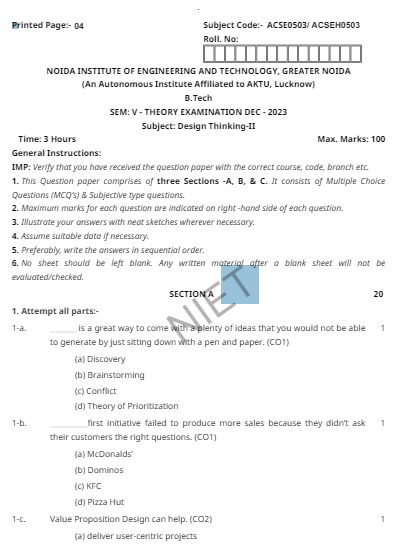 Printed Page:- 04 Subject Code:- ACSE0503/ ACSEH0503
Roll. No:
NOIDA INSTITUTE OF ENGINEERING AND TECHNOLOGY, GREATER NOIDA
(An Autonomous Institute Affiliated to AKTU, Lucknow)
B.Tech
SEM: V - THEORY EXAMINATION DEC - 2023
Subject: Design Thinking-II
Time: 3 Hours Max. Marks: 100
General Instructions:
IMP: Verify that you have received the question paper with the correct course, code, branch etc.
1. This Question paper comprises of three Sections -A, B, & C. It consists of Multiple Choice
Questions (MCQ's) & Subjective type questions.
2. Maximum marks for each question are indicated on right -hand side of each question.
3. Illustrate your answers with neat sketches wherever necessary.
4. Assume suitable data if necessary.
5. Preferably, write the answers in sequential order.
6. No sheet should be left blank. Any written material after a blank sheet will not be
evaluated/checked.
SECTION A 20
NIET
1. Attempt all parts:-
1-a. ______ is a great way to come with a plenty of ideas that you would not be able 1
to generate by just sitting down with a pen and paper. (CO1)
(a) Discovery
(b) Brainstorming
(c) Conflict
(d) Theory of Prioritization
1-b. ________first initiative failed to produce more sales because they didn't ask 1
their customers the right questions. (CO1)
(a) McDonalds'
(b) Dominos
(c) KFC
(d) Pizza Hut
1-c. Value Proposition Design can help. (CO2) 1
(a) deliver user-centric projects